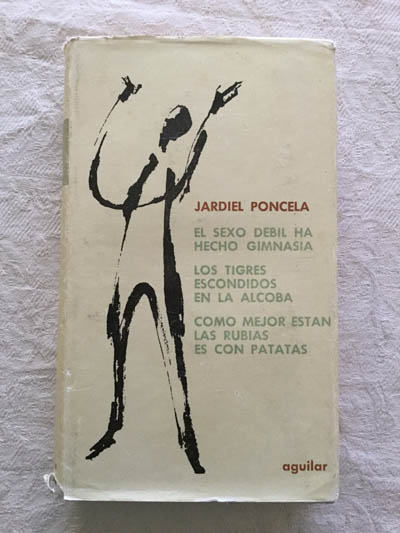 JARDIEL PONCELA
EL SEXO DEBIL HA
HECHO GIMNASIA
LOS TIGRES
ESCONDIDOS
EN LA ALCOBA
COMO MEJOR ESTAN
LAS RUBIAS
ES CON PATATAS
aguilar